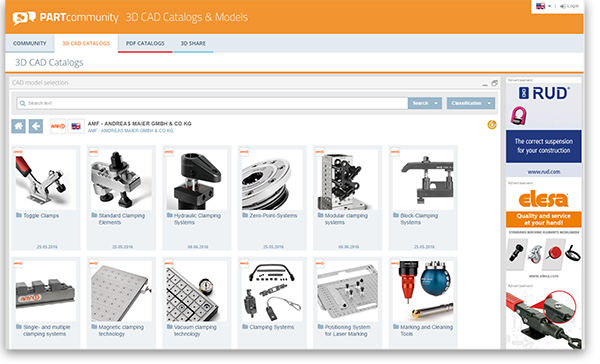 PARTcommunity 3D CAD Catalogs & Models
Login
COMMUNITY
3D CAD CATALOGS
PDF CATALOGS
3D SHARE
3D CAD Catalogs
CAD model selection
Search text
Search
Classification
AMF - ANDREAS MAIER GMBH & CO KG
AMF - ANDREAS MAIER GMBH & CO KG
Toggle Clamps
25.05.2016
Standard Clamping
Elements
25.05.2016
Hydraulic Clamping
Systems
06.06.2016
Zero-Point-Systems
25.05.2016
Modular clamping
systems
06.06.2016
Block-Clamping
Systems
25.05.2016
Single- and multiple
clamping systems
Magnetic clamping
technology
Vacuum clamping
technology
Clamping Systems
Positioning System
for Laser Marking
Marking and Cleaning
Tools
Advertisement
RUD
The correct suspension
for your construction
www.rud.com
Advertisement
elesa
Quality and service
at your hand!
STANDARD MACHINE ELEMENTS WORLDWIDE
www.elesa.com
Advertisement